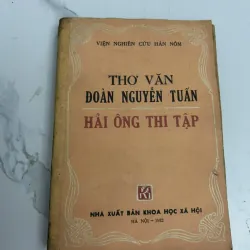 VIỆN NGHIÊN CỨU HÁN NÔM
THƠ VĂN
ĐOÀN NGUYỄN TUẤN
HẢI ÔNG THI TẬP
NHÀ XUẤT BẢN KHOA HỌC XÃ HỘI